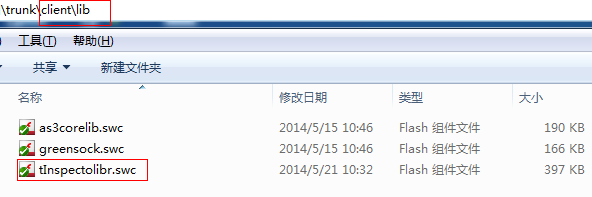 \trunk\client\lib
工具(T) 帮助(H)
共享 新建文件夹
名称 修改日期 类型 大小
as3corelib.swc 2014/5/15 10:46 Flash 组件文件 190 KB
greensock.swc 2014/5/15 10:46 Flash 组件文件 166 KB
tInspectolibr.swc 2014/5/21 10:32 Flash 组件文件 397 KB